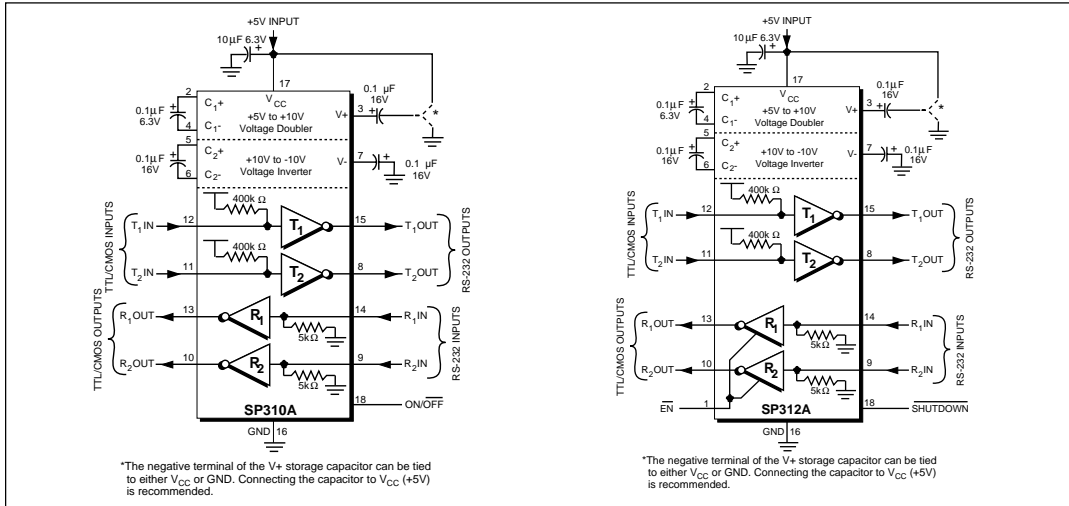 +5V INPUT
10 µF 6.3V
+
17
VCC
2
C1+
0.1µF
6.3V
+
4
C1-
+5V to +10V
Voltage Doubler
V+
3
0.1 µF
16V
+
*
5
C2+
0.1µF
16V
+
6
C2-
+10V to -10V
Voltage Inverter
V-
7
+
0.1 µF
16V
400k Ω
T1IN
12
T1
15
T1OUT
400k Ω
T2IN
11
T2
8
T2OUT
TTL/CMOS INPUTS
RS-232 OUTPUTS
R1OUT
13
R1
14
R1IN
5kΩ
R2OUT
10
R2
9
R2IN
5kΩ
TTL/CMOS OUTPUTS
RS-232 INPUTS
18
ON/OFF
SP310A
GND
16
*The negative terminal of the V+ storage capacitor can be tied
to either VCC or GND. Connecting the capacitor to VCC (+5V)
is recommended.
+5V INPUT
10µF 6.3V
+
17
VCC
2
C1+
0.1µF
6.3V
+
4
C1-
+5V to +10V
Voltage Doubler
V+
3
0.1µF
16V
+
*
5
C2+
0.1µF
16V
+
6
C2-
+10V to -10V
Voltage Inverter
V-
7
+
0.1µF
16V
400k Ω
T1IN
12
T1
15
T1OUT
400k Ω
T2IN
11
T2
8
T2OUT
TTL/CMOS INPUTS
RS-232 OUTPUTS
R1OUT
13
R1
14
R1IN
5kΩ
R2OUT
10
R2
9
R2IN
5kΩ
TTL/CMOS OUTPUTS
RS-232 INPUTS
EN
1
18
SHUTDOWN
SP312A
GND
16
*The negative terminal of the V+ storage capacitor can be tied
to either VCC or GND. Connecting the capacitor to VCC (+5V)
is recommended.